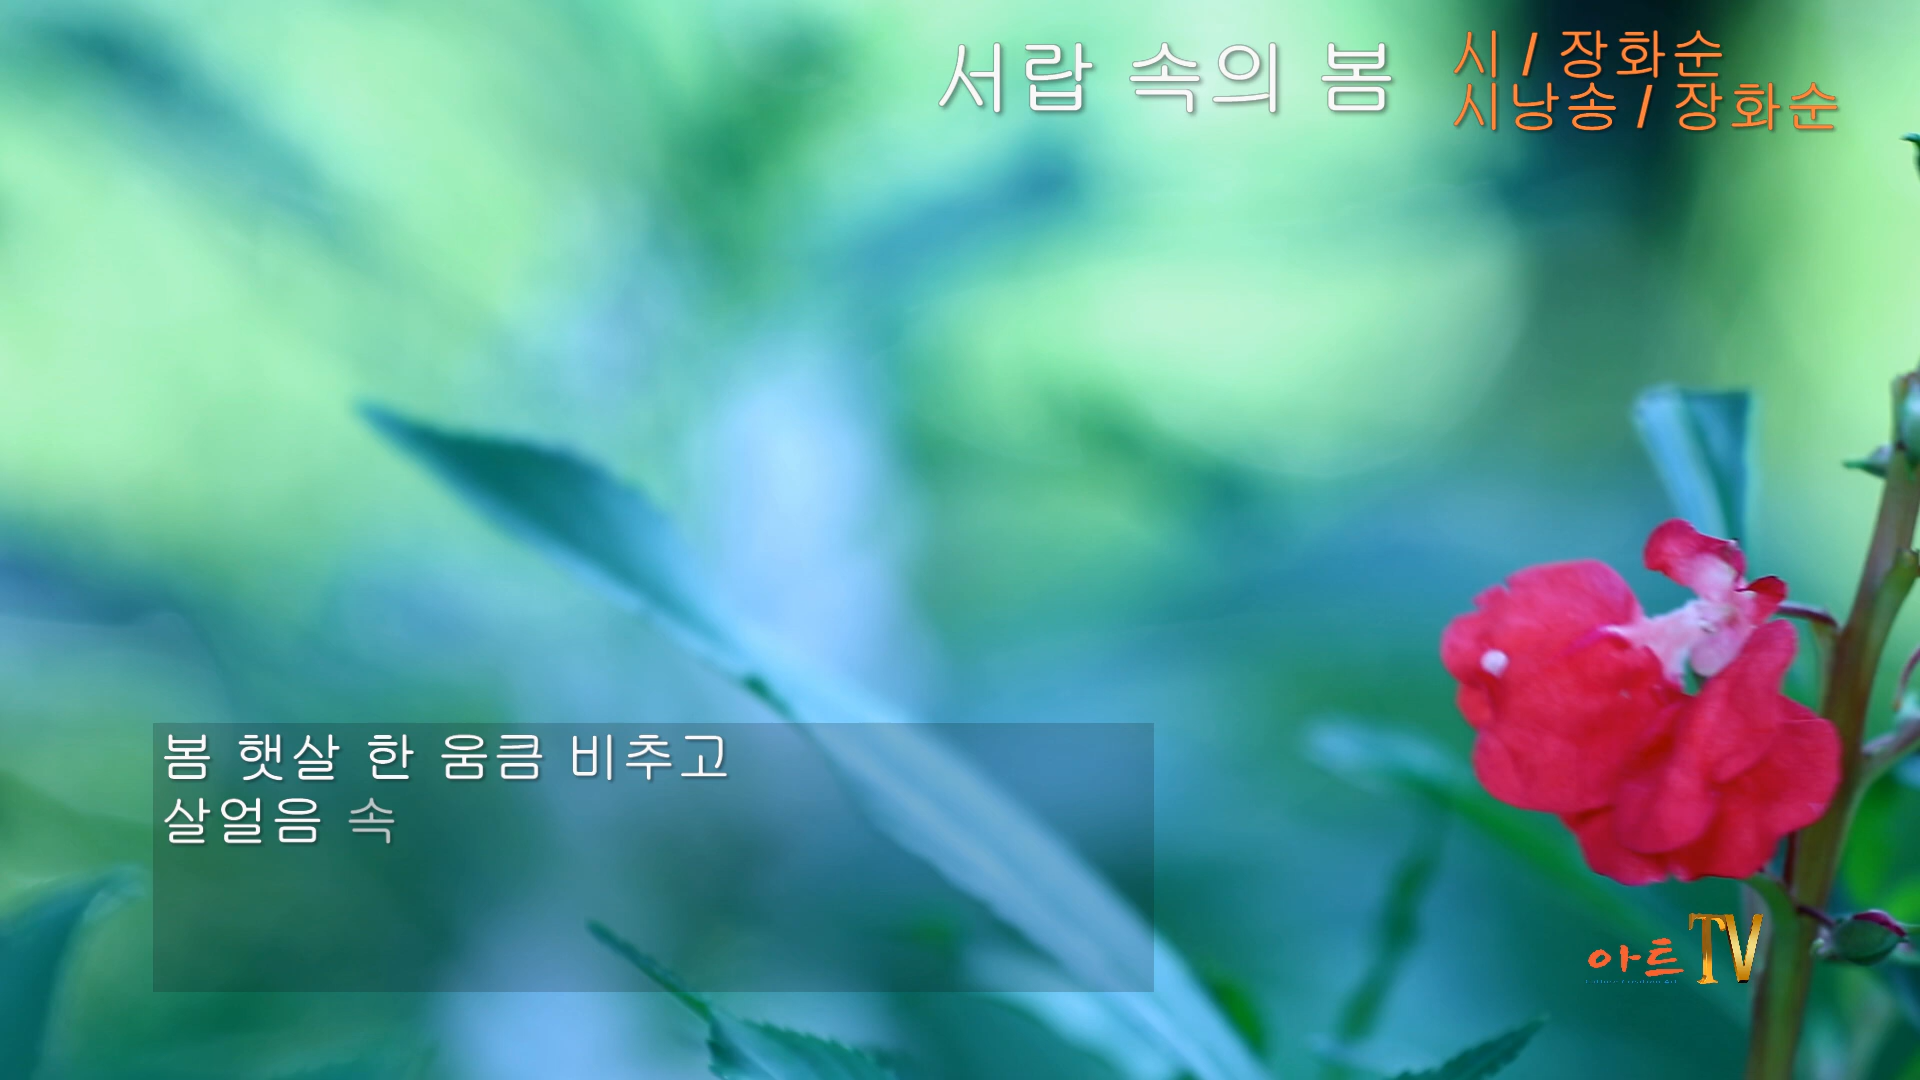 서랍 속의 봄
시 / 장화순
시낭송 / 장화순
봄 햇살 한 움큼 비추고
살얼음 속
아트TV